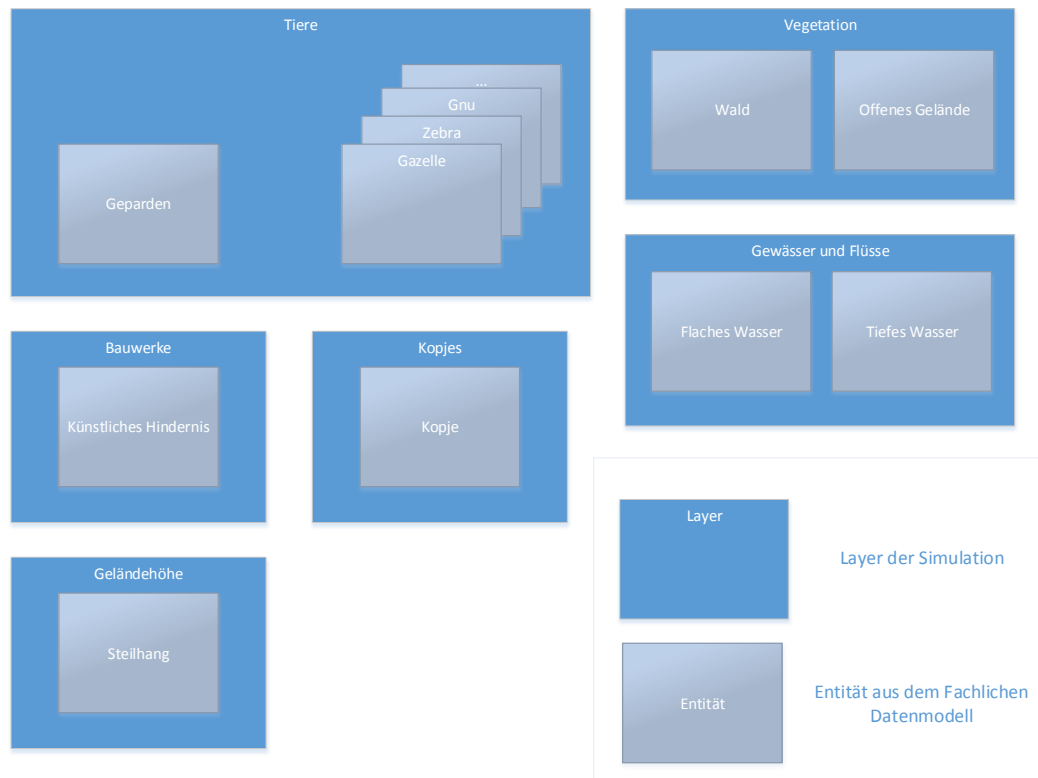 Tiere
...
Gnu
Zebra
Gazelle
Geparden
Vegetation
Wald
Offenes Gelände
Gewässer und Flüsse
Flaches Wasser
Tiefes Wasser
Bauwerke
Künstliches Hindernis
Kopjes
Kopje
Geländehöhe
Steilhang
Layer
Layer der Simulation
Entität
Entität aus dem Fachlichen
Datenmodell